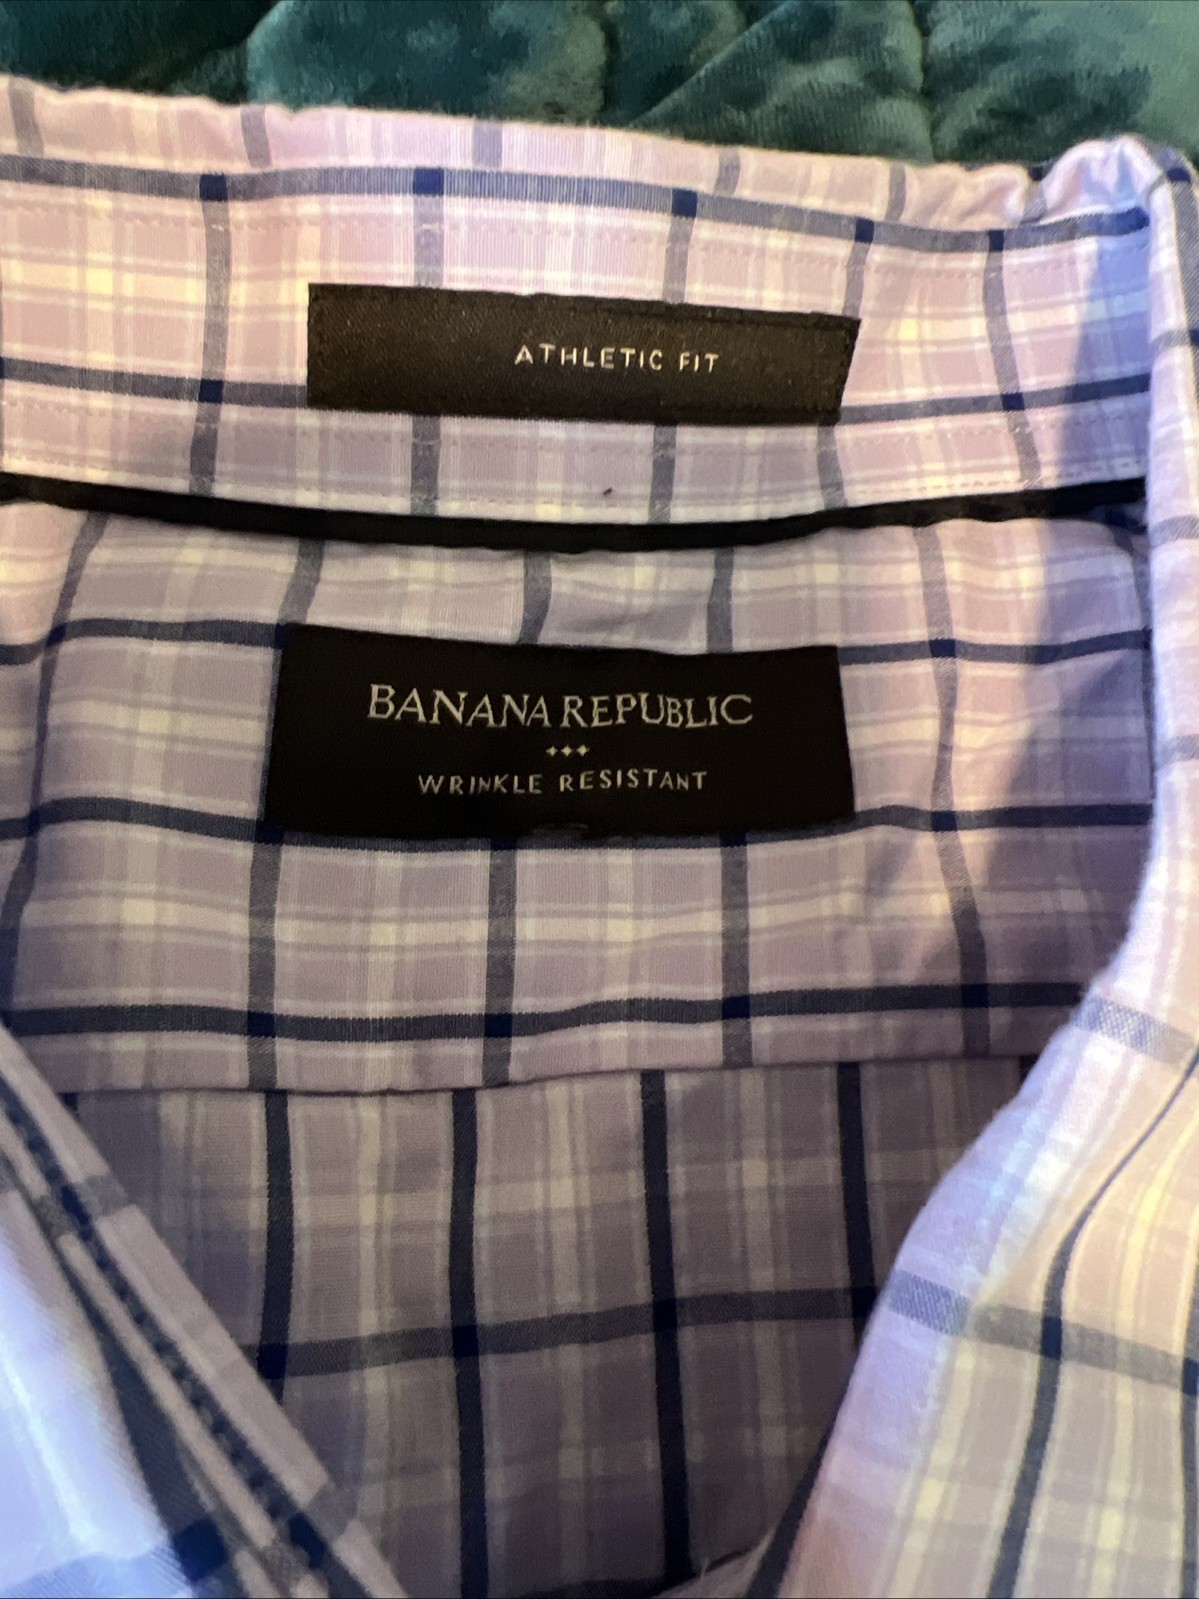 ATHLETIC FIT
BANANA REPUBLIC
WRINKLE RESISTANT